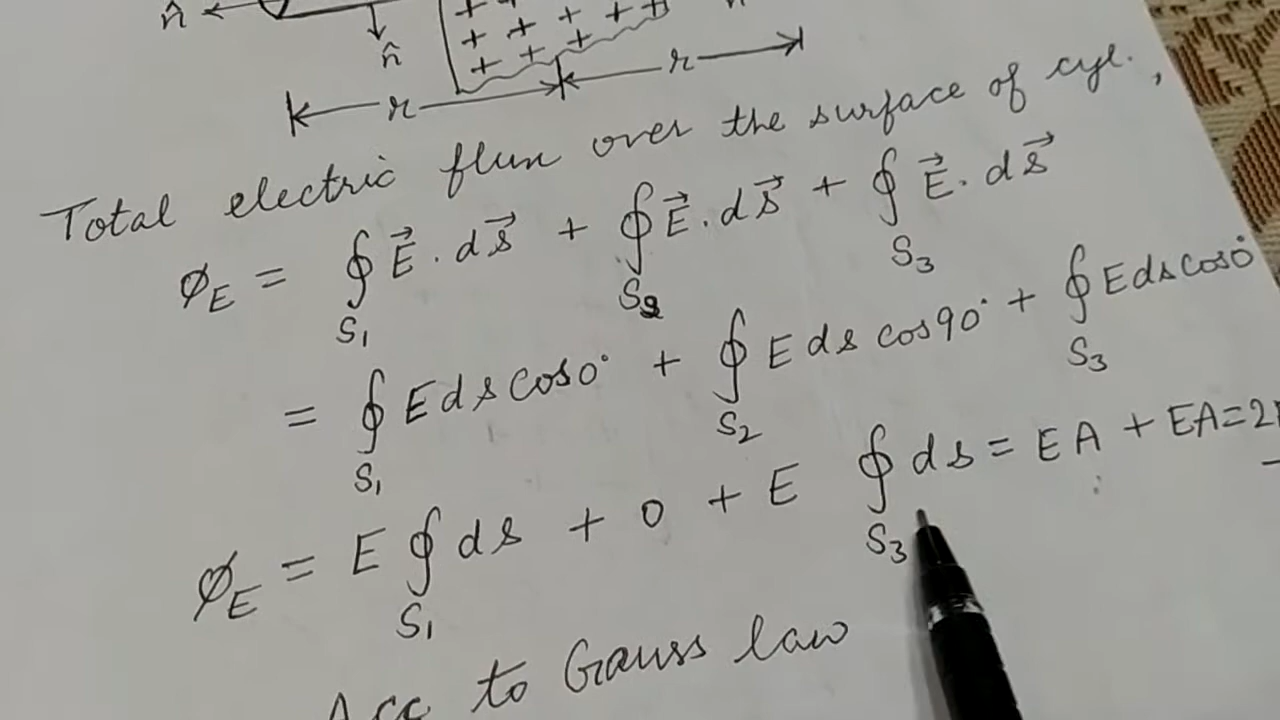 n̂
n̂
+ +
+ + + + +
+ + +
+ +
r r
Total electric flux over the surface of cyl.,
ϕE = ∮S₁ E⃗ . ds⃗ + ∮S₂ E⃗ . ds⃗ + ∮S₃ E⃗ . ds⃗
= ∮S₁ E ds cos0° + ∮S₂ E ds cos90° + ∮S₃ E ds cos0°
ϕE = E ∮S₁ ds + 0 + E ∮S₃ ds = EA + EA = 2
Acc to Gauss law